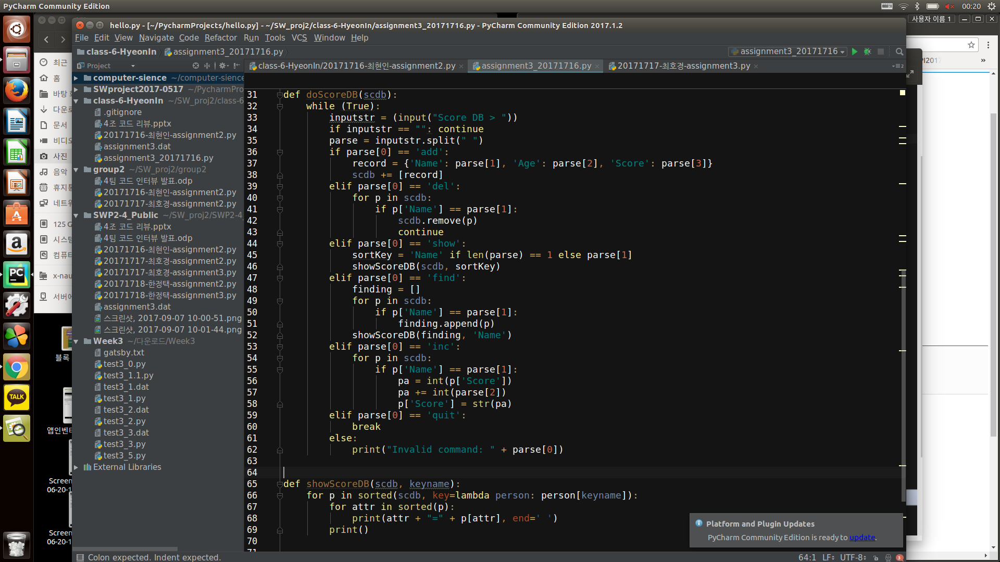 PyCharm Community Edition
00:20
사용자 이름 1
hello.py - [~/PycharmProjects/hello.py] - ~/SW_proj2/class-6-HyeonIn/assignment3_20171716.py - PyCharm Community Edition 2017.1.2
File Edit View Navigate Code Refactor Run Tools VCS Window Help
class-6-HyeonIn assignment3_20171716.py
assignment3_20171716
Project
class-6-HyeonIn/20171716-최현인-assignment2.py
assignment3_20171716.py
20171717-최호경-assignment3.py
최근
홈
바탕
다운로
문서
비디오
사진
음악
휴지통
네트워
125 G
시스템
컴퓨터
x-nau
서버에
블록
앱인벤
Screen
06-20-1
Screen
06-20-1
computer-sience ~/computer-sience
SWproject2017-0517 ~/PycharmPro
class-6-HyeonIn ~/SW_proj2/class-6
.gitignore
4조 코드 리뷰.pptx
20171716-최현인-assignment2.py
assignment3.dat
assignment3_20171716.py
group2 ~/SW_proj2/group2
4팀 코드 인터뷰 발표.odp
20171716-최현인-assignment2.py
20171717-최호경-assignment2.py
SWP2-4_Public ~/SW_proj2/SWP2-4_
4조 코드 리뷰.pptx
4팀 코드 인터뷰 발표.odp
20171716-최현인-assignment2.py
20171717-최호경-assignment2.py
20171717-최호경-assignment3.py
20171718-한정택-assignment2.py
20171718-한정택-assignment3.py
assignment3.dat
스크린샷, 2017-09-07 10-00-51.png
스크린샷, 2017-09-07 10-01-44.png
Week3 ~/다운로드/Week3
gatsby.txt
test3_0.py
test3_1.1.py
test3_1.dat
test3_1.py
test3_2.dat
test3_2.py
test3_3.dat
test3_3.py
test3_5.py
External Libraries
31 def doScoreDB(scdb):
32     while (True):
33         inputstr = (input("Score DB > "))
34         if inputstr == "": continue
35         parse = inputstr.split(" ")
36         if parse[0] == 'add':
37             record = {'Name': parse[1], 'Age': parse[2], 'Score': parse[3]}
38             scdb += [record]
39         elif parse[0] == 'del':
40             for p in scdb:
41                 if p['Name'] == parse[1]:
42                     scdb.remove(p)
43                     continue
44         elif parse[0] == 'show':
45             sortKey = 'Name' if len(parse) == 1 else parse[1]
46             showScoreDB(scdb, sortKey)
47         elif parse[0] == 'find':
48             finding = []
49             for p in scdb:
50                 if p['Name'] == parse[1]:
51                     finding.append(p)
52             showScoreDB(finding, 'Name')
53         elif parse[0] == 'inc':
54             for p in scdb:
55                 if p['Name'] == parse[1]:
56                     pa = int(p['Score'])
57                     pa += int(parse[2])
58                     p['Score'] = str(pa)
59         elif parse[0] == 'quit':
60             break
61         else:
62             print("Invalid command: " + parse[0])
63
64
65 def showScoreDB(scdb, keyname):
66     for p in sorted(scdb, key=lambda person: person[keyname]):
67         for attr in sorted(p):
68             print(attr + "=" + p[attr], end=' ')
69         print()
70
71
Platform and Plugin Updates
PyCharm Community Edition is ready to update.
Colon expected. Indent expected.
64:1 LF UTF-8 3
PC
TALK